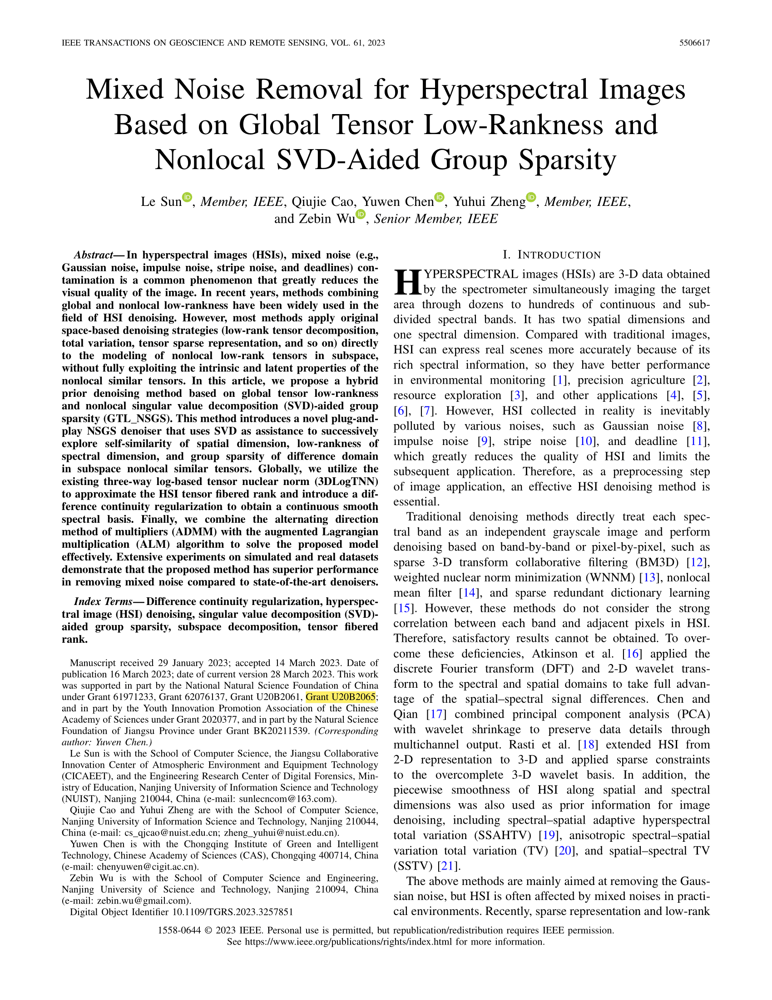 IEEE TRANSACTIONS ON GEOSCIENCE AND REMOTE SENSING, VOL. 61, 2023
5506617
Mixed Noise Removal for Hyperspectral Images
Based on Global Tensor Low-Rankness and
Nonlocal SVD-Aided Group Sparsity
Le Sun iD, Member, IEEE, Qiujie Cao, Yuwen Chen iD, Yuhui Zheng iD, Member, IEEE,
and Zebin Wu iD, Senior Member, IEEE
Abstract—In hyperspectral images (HSIs), mixed noise (e.g.,
Gaussian noise, impulse noise, stripe noise, and deadlines) con-
tamination is a common phenomenon that greatly reduces the
visual quality of the image. In recent years, methods combining
global and nonlocal low-rankness have been widely used in the
field of HSI denoising. However, most methods apply original
space-based denoising strategies (low-rank tensor decomposition,
total variation, tensor sparse representation, and so on) directly
to the modeling of nonlocal low-rank tensors in subspace,
without fully exploiting the intrinsic and latent properties of the
nonlocal similar tensors. In this article, we propose a hybrid
prior denoising method based on global tensor low-rankness
and nonlocal singular value decomposition (SVD)-aided group
sparsity (GTL_NSGS). This method introduces a novel plug-and-
play NSGS denoiser that uses SVD as assistance to successively
explore self-similarity of spatial dimension, low-rankness of
spectral dimension, and group sparsity of difference domain
in subspace nonlocal similar tensors. Globally, we utilize the
existing three-way log-based tensor nuclear norm (3DLogTNN)
to approximate the HSI tensor fibered rank and introduce a dif-
ference continuity regularization to obtain a continuous smooth
spectral basis. Finally, we combine the alternating direction
method of multipliers (ADMM) with the augmented Lagrangian
multiplication (ALM) algorithm to solve the proposed model
effectively. Extensive experiments on simulated and real datasets
demonstrate that the proposed method has superior performance
in removing mixed noise compared to state-of-the-art denoisers.
Index Terms—Difference continuity regularization, hyperspec-
tral image (HSI) denoising, singular value decomposition (SVD)-
aided group sparsity, subspace decomposition, tensor fibered
rank.
Manuscript received 29 January 2023; accepted 14 March 2023. Date of
publication 16 March 2023; date of current version 28 March 2023. This work
was supported in part by the National Natural Science Foundation of China
under Grant 61971233, Grant 62076137, Grant U20B2061, Grant U20B2065;
and in part by the Youth Innovation Promotion Association of the Chinese
Academy of Sciences under Grant 2020377, and in part by the Natural Science
Foundation of Jiangsu Province under Grant BK20211539. (Corresponding
author: Yuwen Chen.)
Le Sun is with the School of Computer Science, the Jiangsu Collaborative
Innovation Center of Atmospheric Environment and Equipment Technology
(CICAEET), and the Engineering Research Center of Digital Forensics, Min-
istry of Education, Nanjing University of Information Science and Technology
(NUIST), Nanjing 210044, China (e-mail: sunlecncom@163.com).
Qiujie Cao and Yuhui Zheng are with the School of Computer Science,
Nanjing University of Information Science and Technology, Nanjing 210044,
China (e-mail: cs_qjcao@nuist.edu.cn; zheng_yuhui@nuist.edu.cn).
Yuwen Chen is with the Chongqing Institute of Green and Intelligent
Technology, Chinese Academy of Sciences (CAS), Chongqing 400714, China
(e-mail: chenyuwen@cigit.ac.cn).
Zebin Wu is with the School of Computer Science and Engineering,
Nanjing University of Science and Technology, Nanjing 210094, China
(e-mail: zebin.wu@gmail.com).
Digital Object Identifier 10.1109/TGRS.2023.3257851
I. INTRODUCTION
HYPERSPECTRAL images (HSIs) are 3-D data obtained
by the spectrometer simultaneously imaging the target
area through dozens to hundreds of continuous and sub-
divided spectral bands. It has two spatial dimensions and
one spectral dimension. Compared with traditional images,
HSI can express real scenes more accurately because of its
rich spectral information, so they have better performance
in environmental monitoring [1], precision agriculture [2],
resource exploration [3], and other applications [4], [5],
[6], [7]. However, HSI collected in reality is inevitably
polluted by various noises, such as Gaussian noise [8],
impulse noise [9], stripe noise [10], and deadline [11],
which greatly reduces the quality of HSI and limits the
subsequent application. Therefore, as a preprocessing step
of image application, an effective HSI denoising method is
essential.
Traditional denoising methods directly treat each spec-
tral band as an independent grayscale image and perform
denoising based on band-by-band or pixel-by-pixel, such as
sparse 3-D transform collaborative filtering (BM3D) [12],
weighted nuclear norm minimization (WNNM) [13], nonlocal
mean filter [14], and sparse redundant dictionary learning
[15]. However, these methods do not consider the strong
correlation between each band and adjacent pixels in HSI.
Therefore, satisfactory results cannot be obtained. To over-
come these deficiencies, Atkinson et al. [16] applied the
discrete Fourier transform (DFT) and 2-D wavelet trans-
form to the spectral and spatial domains to take full advan-
tage of the spatial–spectral signal differences. Chen and
Qian [17] combined principal component analysis (PCA)
with wavelet shrinkage to preserve data details through
multichannel output. Rasti et al. [18] extended HSI from
2-D representation to 3-D and applied sparse constraints
to the overcomplete 3-D wavelet basis. In addition, the
piecewise smoothness of HSI along spatial and spectral
dimensions was also used as prior information for image
denoising, including spectral–spatial adaptive hyperspectral
total variation (SSAHTV) [19], anisotropic spectral–spatial
variation total variation (TV) [20], and spatial–spectral TV
(SSTV) [21].
The above methods are mainly aimed at removing the Gaus-
sian noise, but HSI is often affected by mixed noises in practi-
cal environments. Recently, sparse representation and low-rank
1558-0644 © 2023 IEEE. Personal use is permitted, but republication/redistribution requires IEEE permission.
See https://www.ieee.org/publications/rights/index.html for more information.